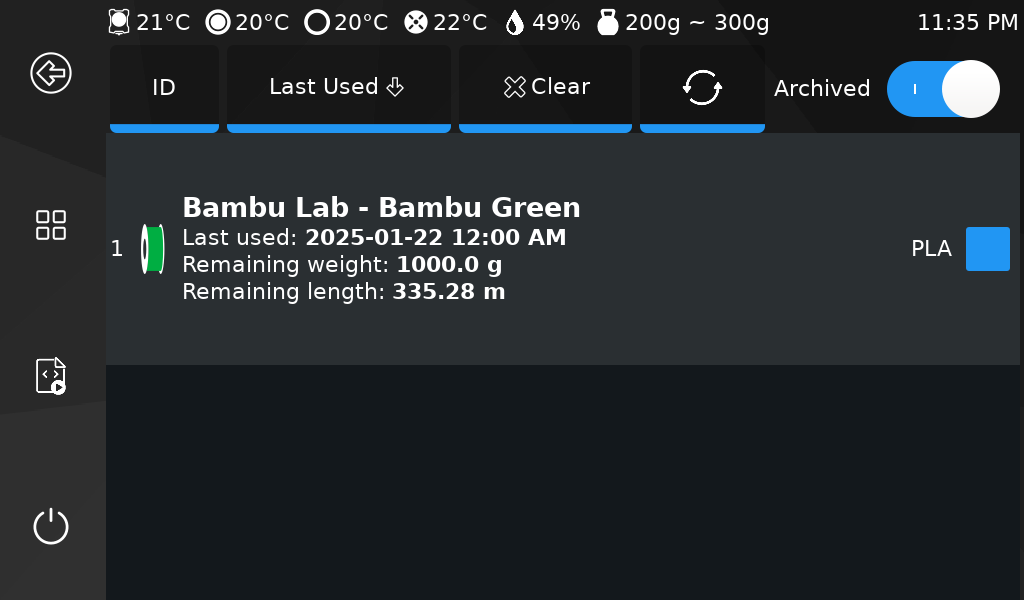 21°C 20°C 20°C 22°C 49% 200g ~ 300g 11:35 PM
ID Last Used Clear Archived
Bambu Lab - Bambu Green
Last used: 2025-01-22 12:00 AM
1 PLA
Remaining weight: 1000.0 g
Remaining length: 335.28 m